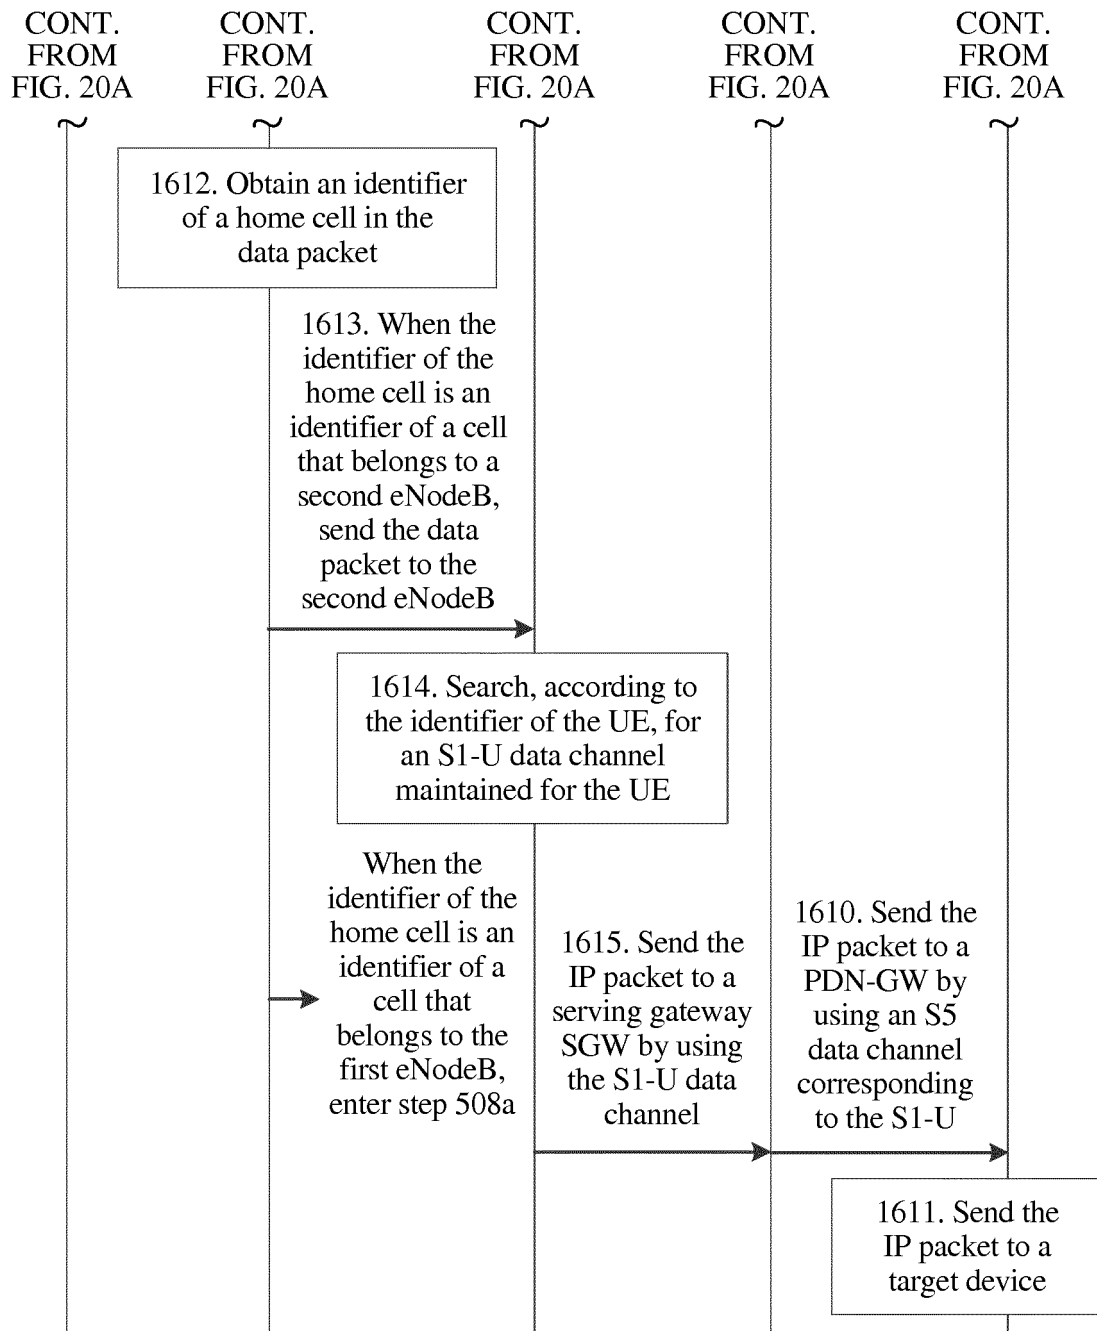 CONT.
FROM
FIG. 20A
CONT.
FROM
FIG. 20A
CONT.
FROM
FIG. 20A
CONT.
FROM
FIG. 20A
CONT.
FROM
FIG. 20A
1612. Obtain an identifier
of a home cell in the
data packet
1613. When the
identifier of the
home cell is an
identifier of a cell
that belongs to a
second eNodeB,
send the data
packet to the
second eNodeB
1614. Search, according to
the identifier of the UE, for
an S1-U data channel
maintained for the UE
When the
identifier of the
home cell is an
identifier of a
cell that
belongs to the
first eNodeB,
enter step 508a
1615. Send the
IP packet to a
serving gateway
SGW by using
the S1-U data
channel
1610. Send the
IP packet to a
PDN-GW by
using an S5
data channel
corresponding
to the S1-U
1611. Send the
IP packet to a
target device